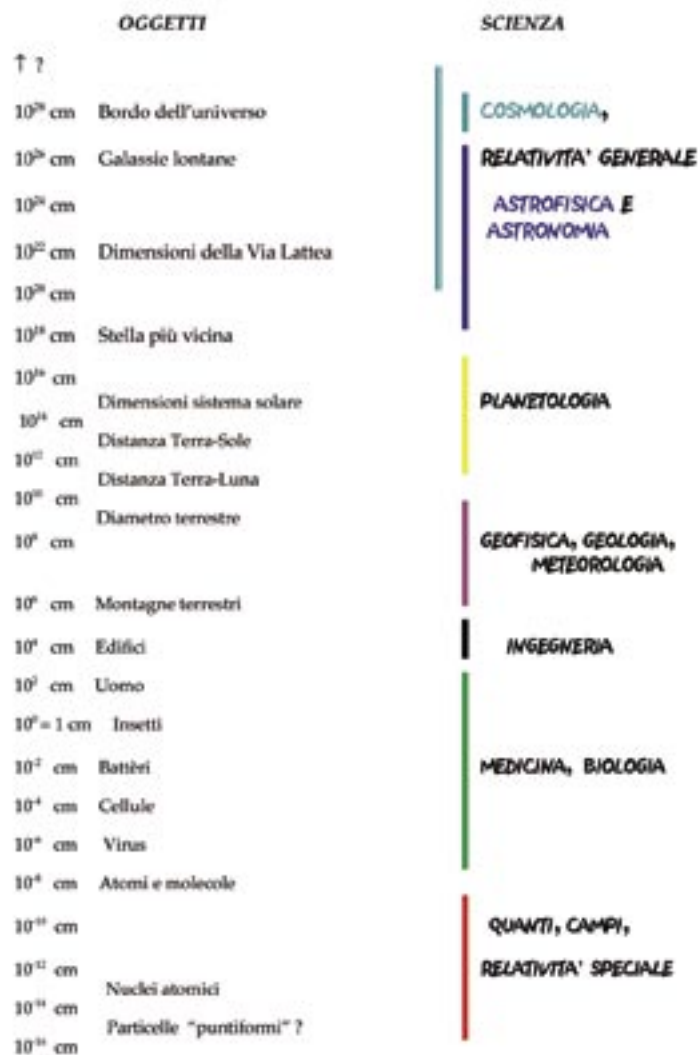 OGGETTI SCIENZA
↑ ?
10²⁸ cm Bordo dell'universo COSMOLOGIA,
10²⁶ cm Galassie lontane RELATIVITA' GENERALE
10²⁴ cm ASTROFISICA E
ASTRONOMIA
10²² cm Dimensioni della Via Lattea
10²⁰ cm
10¹⁸ cm Stella più vicina
10¹⁶ cm
Dimensioni sistema solare PLANETOLOGIA
10¹⁴ cm
Distanza Terra-Sole
10¹² cm
Distanza Terra-Luna
10¹⁰ cm
Diametro terrestre
10⁸ cm GEOFISICA, GEOLOGIA,
METEOROLOGIA
10⁶ cm Montagne terrestri
10⁴ cm Edifici INGEGNERIA
10² cm Uomo
10⁰ = 1 cm Insetti
10⁻² cm Battèri MEDICINA, BIOLOGIA
10⁻⁴ cm Cellule
10⁻⁶ cm Virus
10⁻⁸ cm Atomi e molecole
10⁻¹⁰ cm QUANTI, CAMPI,
10⁻¹² cm RELATIVITA' SPECIALE
Nuclei atomici
10⁻¹⁴ cm
Particelle "puntiformi" ?
10⁻¹⁶ cm